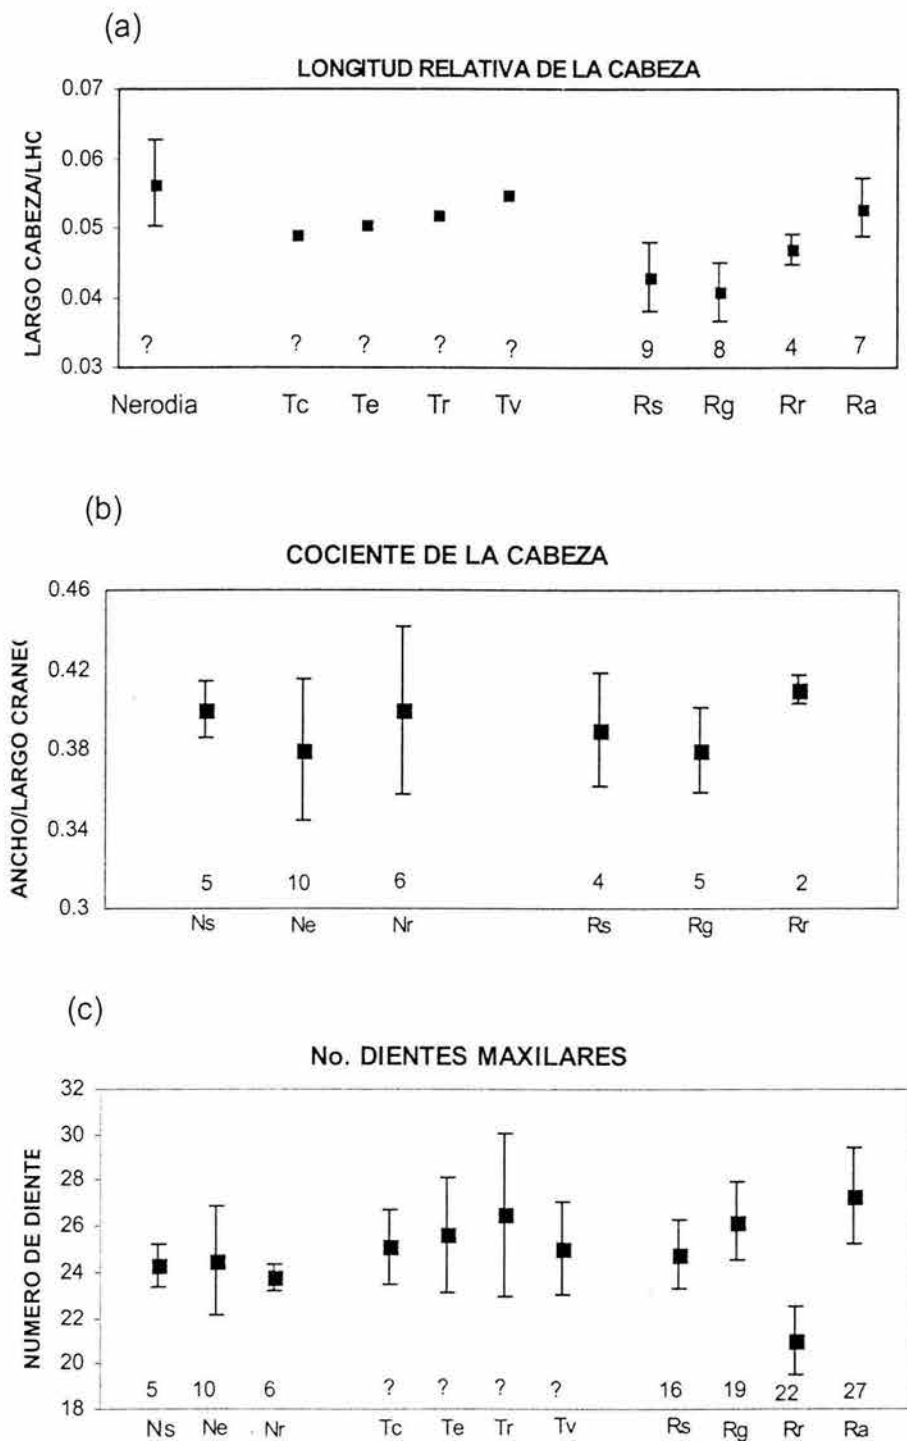 (a)
LONGITUD RELATIVA DE LA CABEZA
LARGO CABEZA/LHC
0.07
0.06
0.05
0.04
0.03
? ? ? ? ? 9 8 4 7
Nerodia Tc Te Tr Tv Rs Rg Rr Ra
(b)
COCIENTE DE LA CABEZA
ANCHO/LARGO CRANEO
0.46
0.42
0.38
0.34
0.3
5 10 6 4 5 2
Ns Ne Nr Rs Rg Rr
(c)
No. DIENTES MAXILARES
NUMERO DE DIENTE
32
30
28
26
24
22
20
18
5 10 6 ? ? ? ? 16 19 22 27
Ns Ne Nr Tc Te Tr Tv Rs Rg Rr Ra